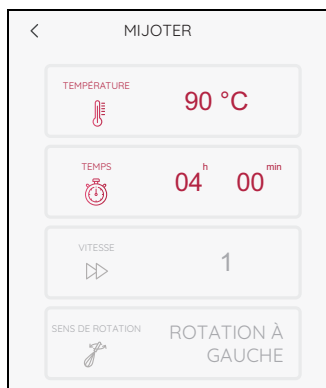 MIJOTER
TEMPÉRATURE
90 °C
TEMPS
04 h 00 min
VITESSE
1
SENS DE ROTATION
ROTATION À
GAUCHE